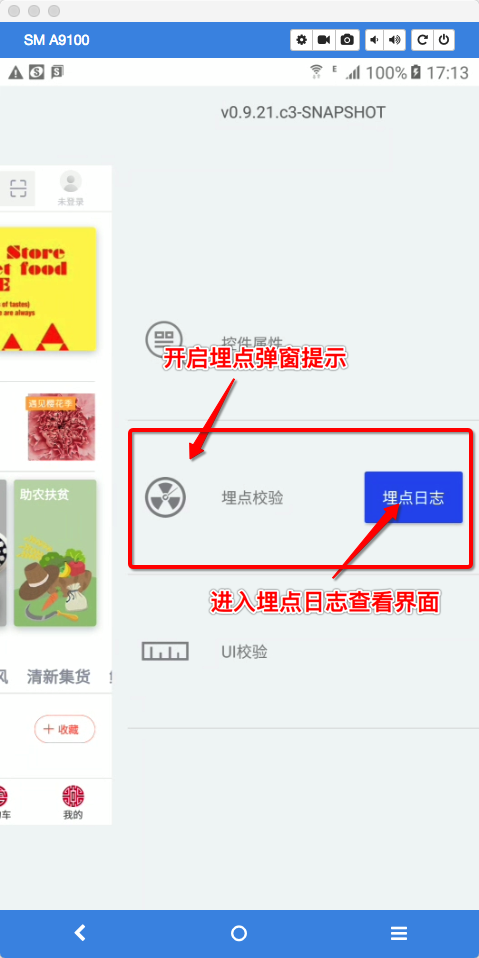 SM A9100
100%
17:13
v0.9.21.c3-SNAPSHOT
未登录
Store
et food
E
of tastes)
e are always
控件属性
开启埋点弹窗提示
遇见樱花季
助农扶贫
埋点校验
埋点日志
进入埋点日志查看界面
风
清新集货
UI校验
+ 收藏
车
我的